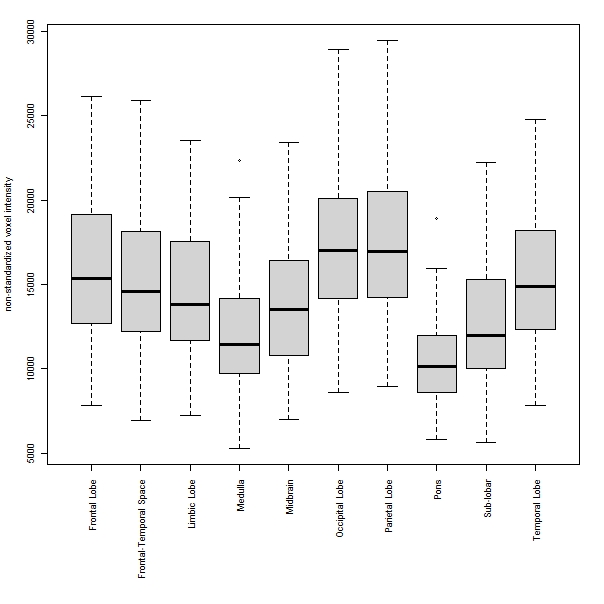 non-standardized voxel intensity
30000
25000
20000
15000
10000
5000
Frontal Lobe
Frontal-Temporal Space
Limbic Lobe
Medulla
Midbrain
Occipital Lobe
Parietal Lobe
Pons
Sub-lobar
Temporal Lobe